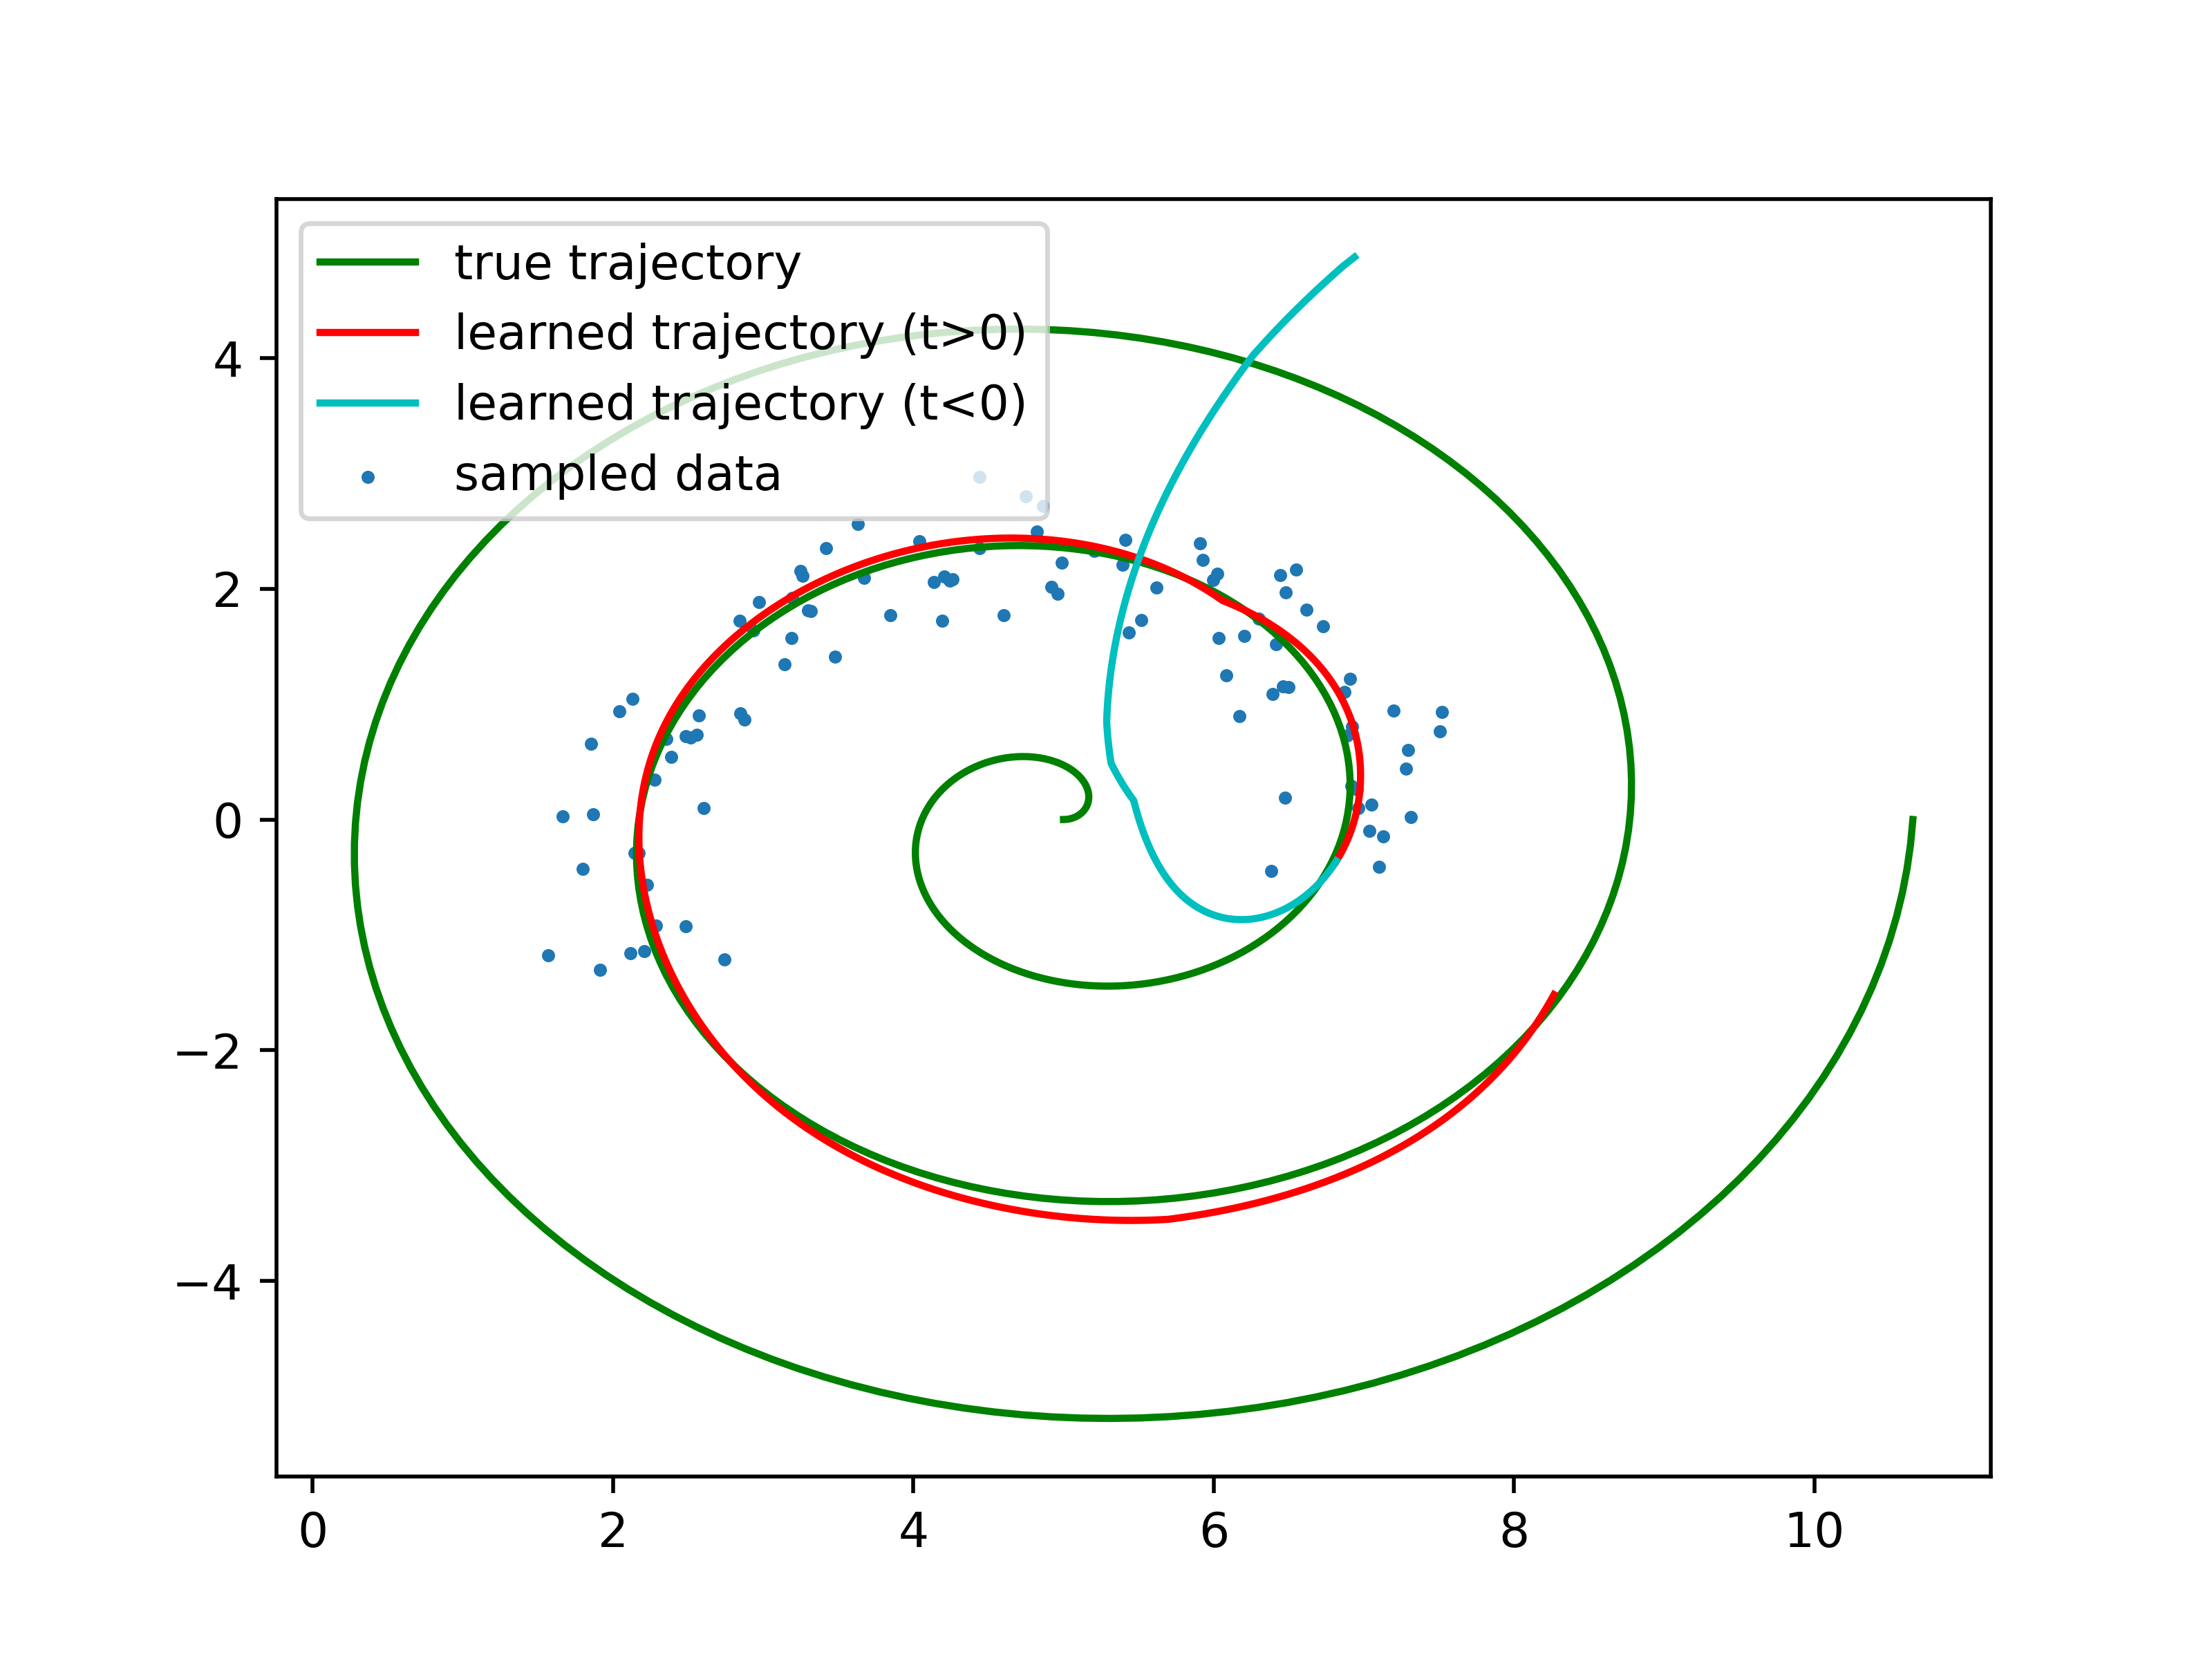 true trajectory
learned trajectory (t>0)
learned trajectory (t<0)
sampled data
4
2
0
−2
−4
0 2 4 6 8 10